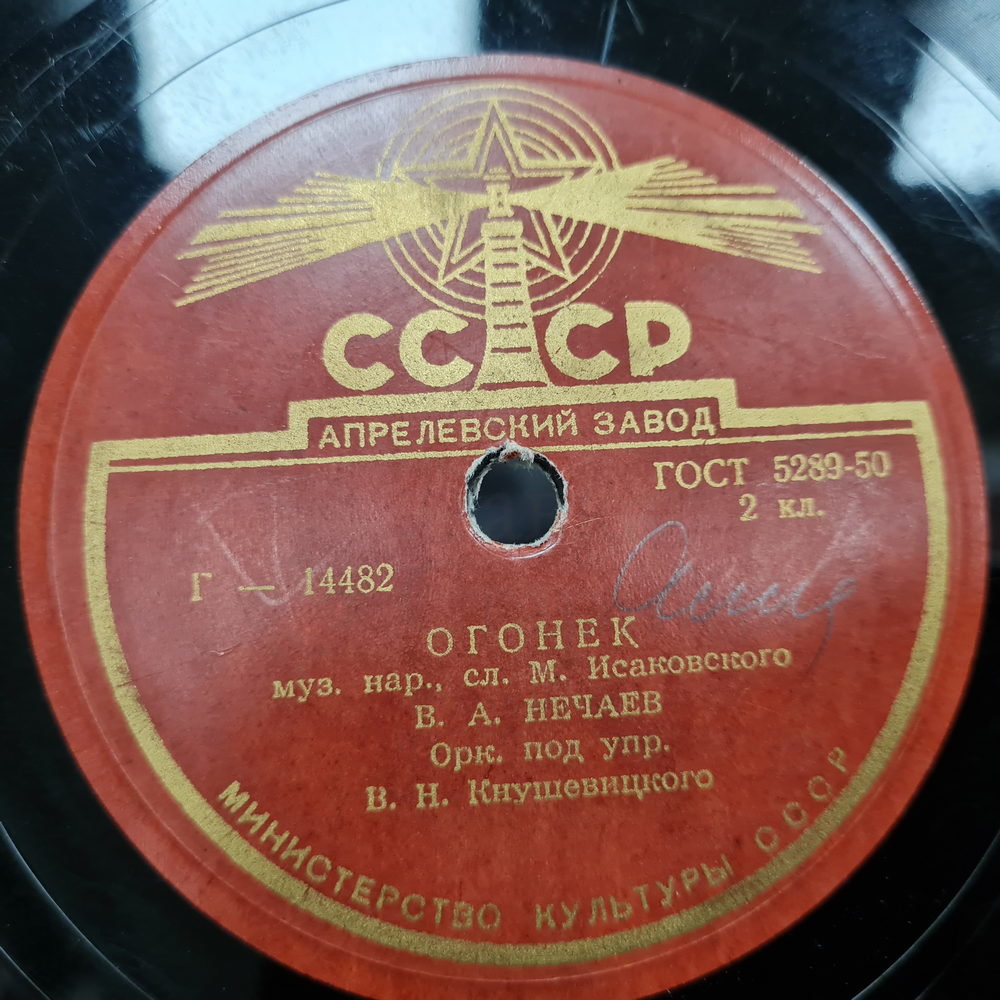 СССР
АПРЕЛЕВСКИЙ ЗАВОД
ГОСТ 5289-50
2 кл.
Г — 14482
ОГОНЕК
муз. нар., сл. М. Исаковского
В. А. НЕЧАЕВ
Орк. под упр.
В. Н. Кнушевицкого
МИНИСТЕРСТВО КУЛЬТУРЫ СССР